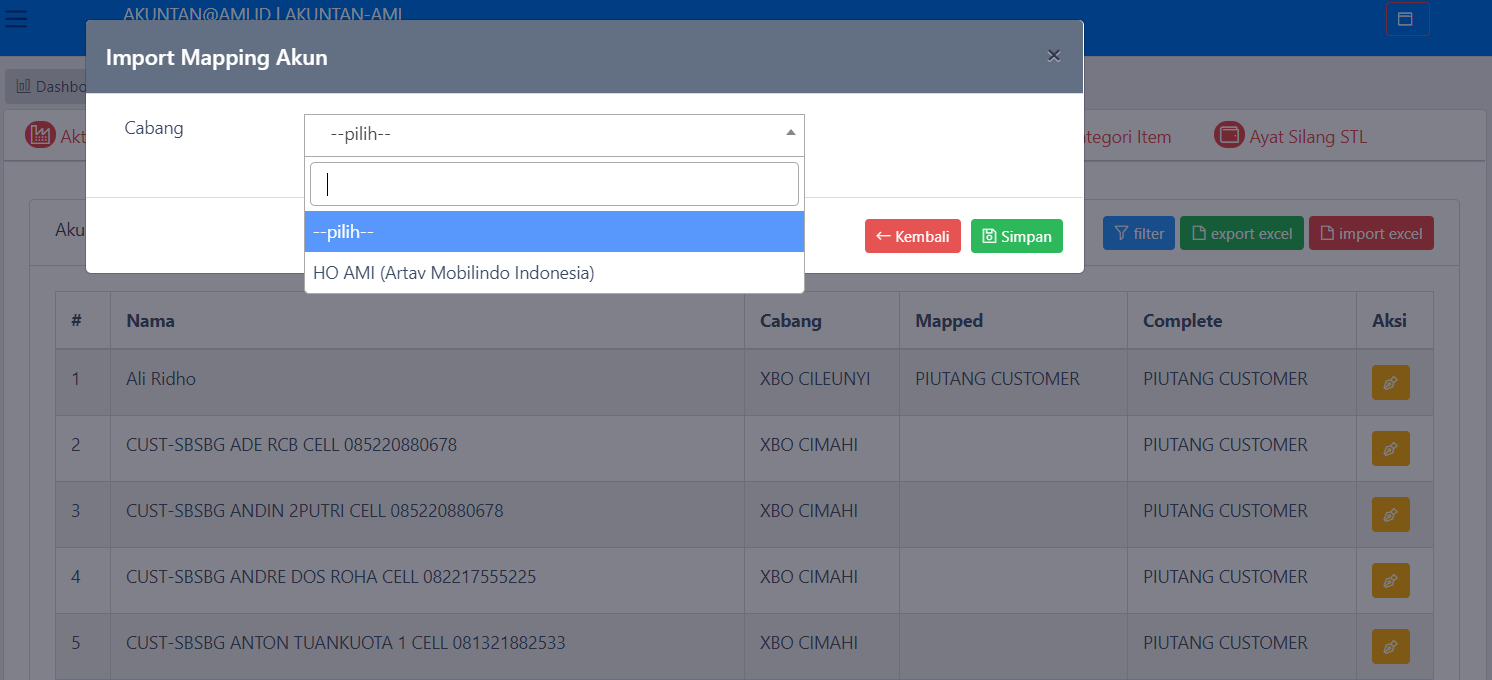 AKUNTAN@AMI.ID | AKUNTAN-AMI
Import Mapping Akun
×
Dashbo
Cabang
--pilih--
Akt
tegori Item
Ayat Silang STL
--pilih--
HO AMI (Artav Mobilindo Indonesia)
Kembali
Simpan
Aku
filter
export excel
import excel
# Nama Cabang Mapped Complete Aksi
1 Ali Ridho XBO CILEUNYI PIUTANG CUSTOMER PIUTANG CUSTOMER
2 CUST-SBSBG ADE RCB CELL 085220880678 XBO CIMAHI PIUTANG CUSTOMER
3 CUST-SBSBG ANDIN 2PUTRI CELL 085220880678 XBO CIMAHI PIUTANG CUSTOMER
4 CUST-SBSBG ANDRE DOS ROHA CELL 082217555225 XBO CIMAHI PIUTANG CUSTOMER
5 CUST-SBSBG ANTON TUANKUOTA 1 CELL 081321882533 XBO CIMAHI PIUTANG CUSTOMER